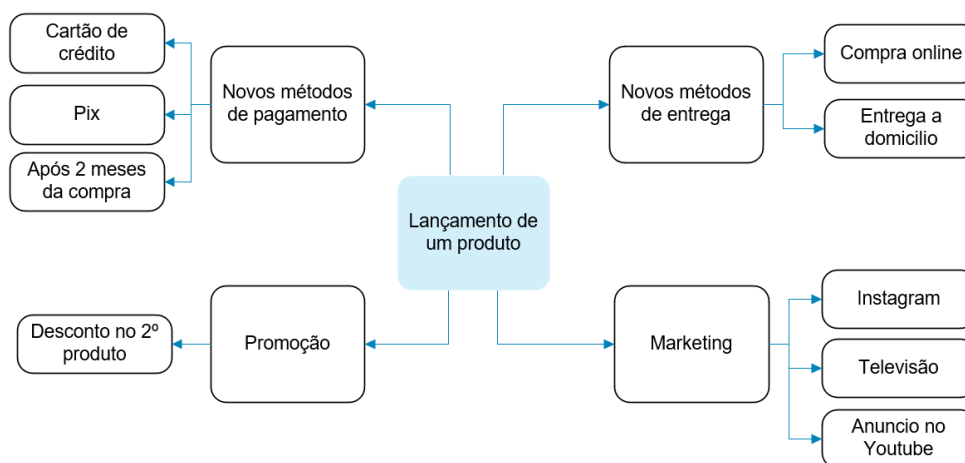 Cartão de
crédito
Pix
Após 2 meses
da compra
Novos métodos
de pagamento
Novos métodos
de entrega
Compra online
Entrega a
domicilio
Lançamento de
um produto
Desconto no 2º
produto
Promoção
Marketing
Instagram
Televisão
Anuncio no
Youtube